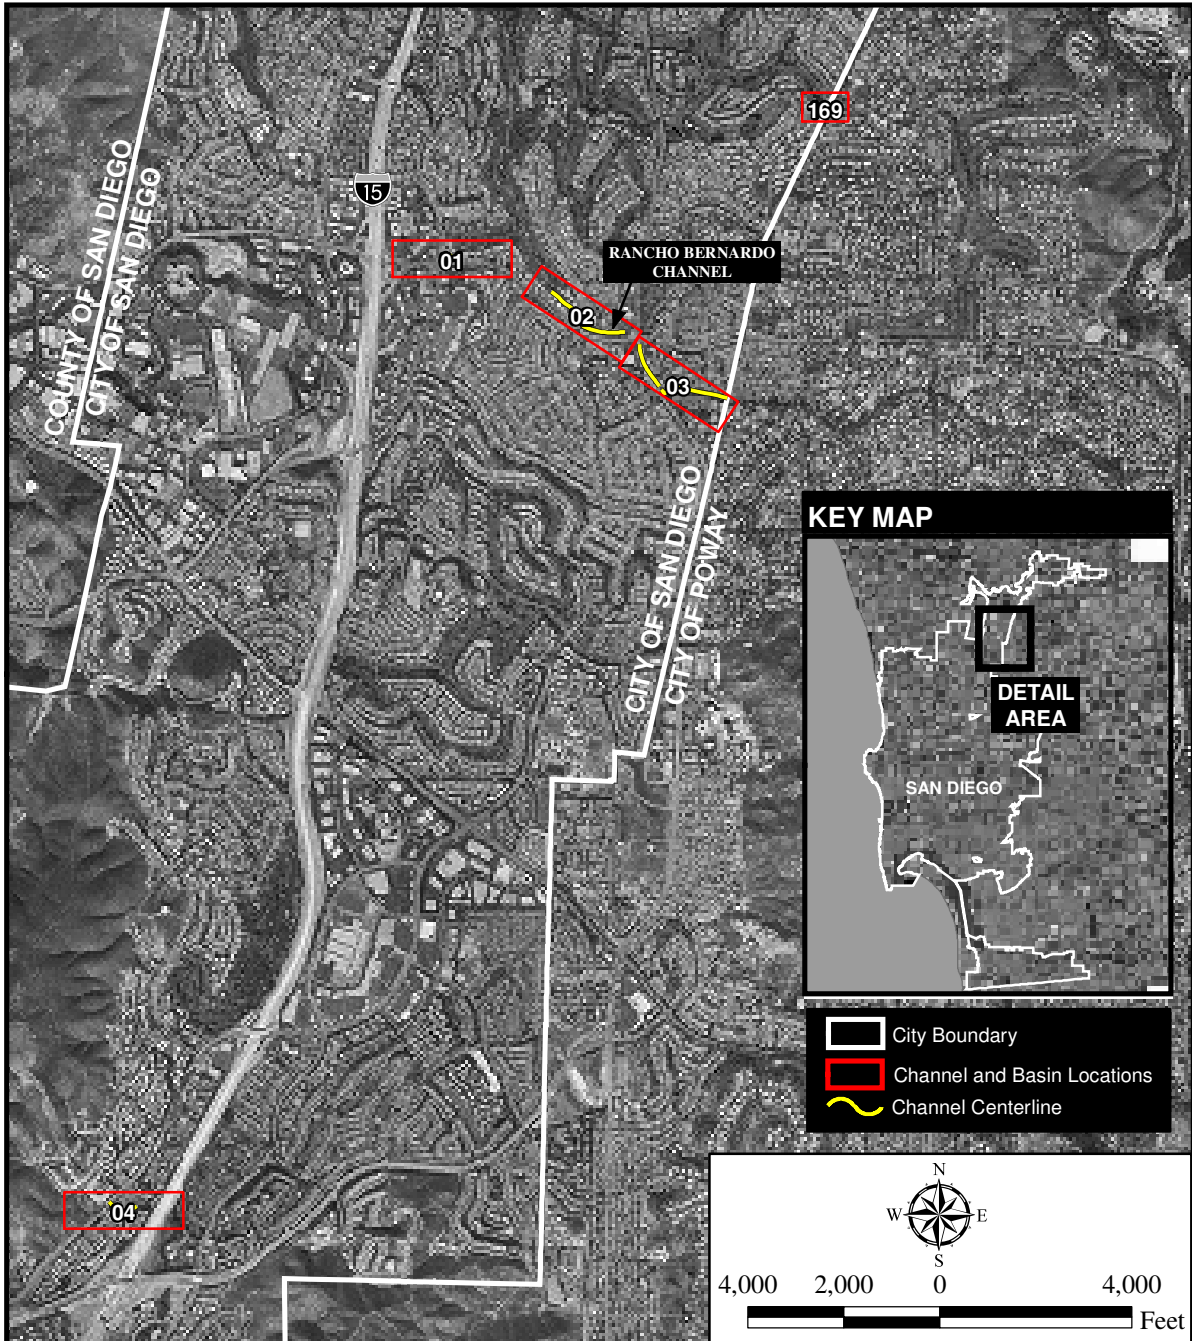 169
COUNTY OF SAN DIEGO
CITY OF SAN DIEGO
15
01
RANCHO BERNARDO
CHANNEL
02
03
CITY OF SAN DIEGO
CITY OF POWAY
KEY MAP
DETAIL
AREA
SAN DIEGO
City Boundary
Channel and Basin Locations
Channel Centerline
04
N
W
E
S
4,000
2,000
0
4,000
Feet